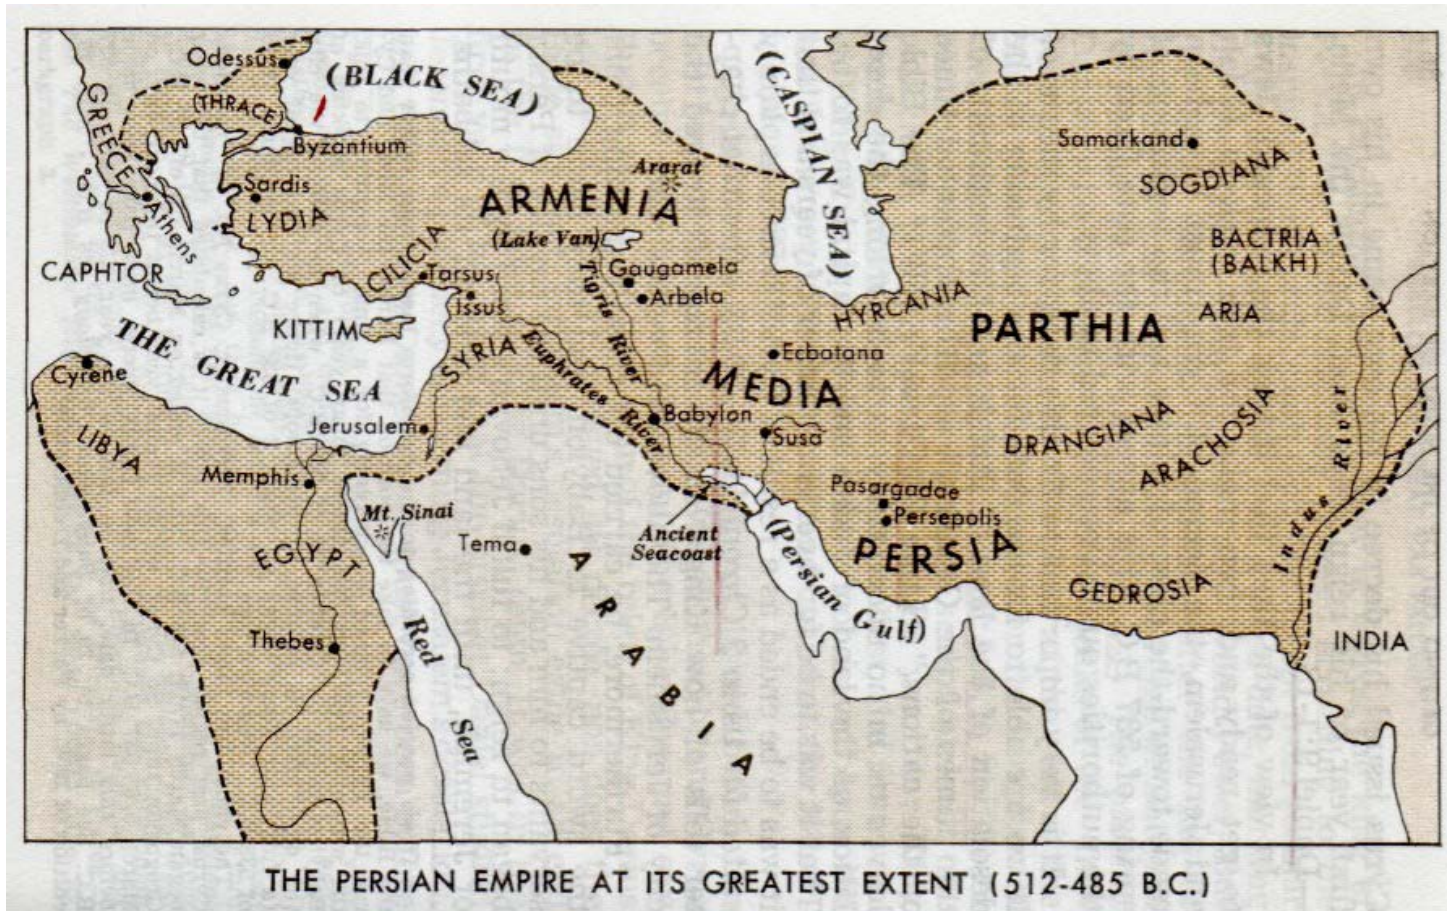 Odessus
(BLACK SEA)
(CASPIAN SEA)
(THRACE)
GREECE
Byzantium
Samarkand
SOGDIANA
Ararat
Sardis
ARMENIA
LYDIA
Athens
(Lake Van)
BACTRIA
(BALKH)
CAPHTOR
CILICIA
Tarsus
Gaugamela
Arbela
Issus
Tigris River
HYRCANIA
PARTHIA
ARIA
KITTIM
THE GREAT SEA
SYRIA
Euphrates River
Ecbatana
MEDIA
Cyrene
Babylon
Jerusalem
Susa
DRANGIANA
ARACHOSIA
Indus River
LIBYA
Memphis
Pasargadae
Persepolis
Mt. Sinai
Tema
Ancient
Seacoast
PERSIA
EGYPT
ARABIA
(Persian Gulf)
GEDROSIA
Thebes
Red Sea
INDIA
THE PERSIAN EMPIRE AT ITS GREATEST EXTENT (512-485 B.C.)